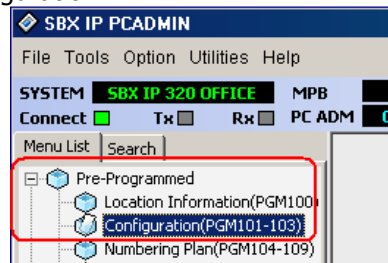 SBX IP PCADMIN
File Tools Option Utilities Help
SYSTEM SBX IP 320 OFFICE MPB
Connect Tx Rx PC ADM
Menu List Search
Pre-Programmed
Location Information(PGM100
Configuration(PGM101-103)
Numbering Plan(PGM104-109)